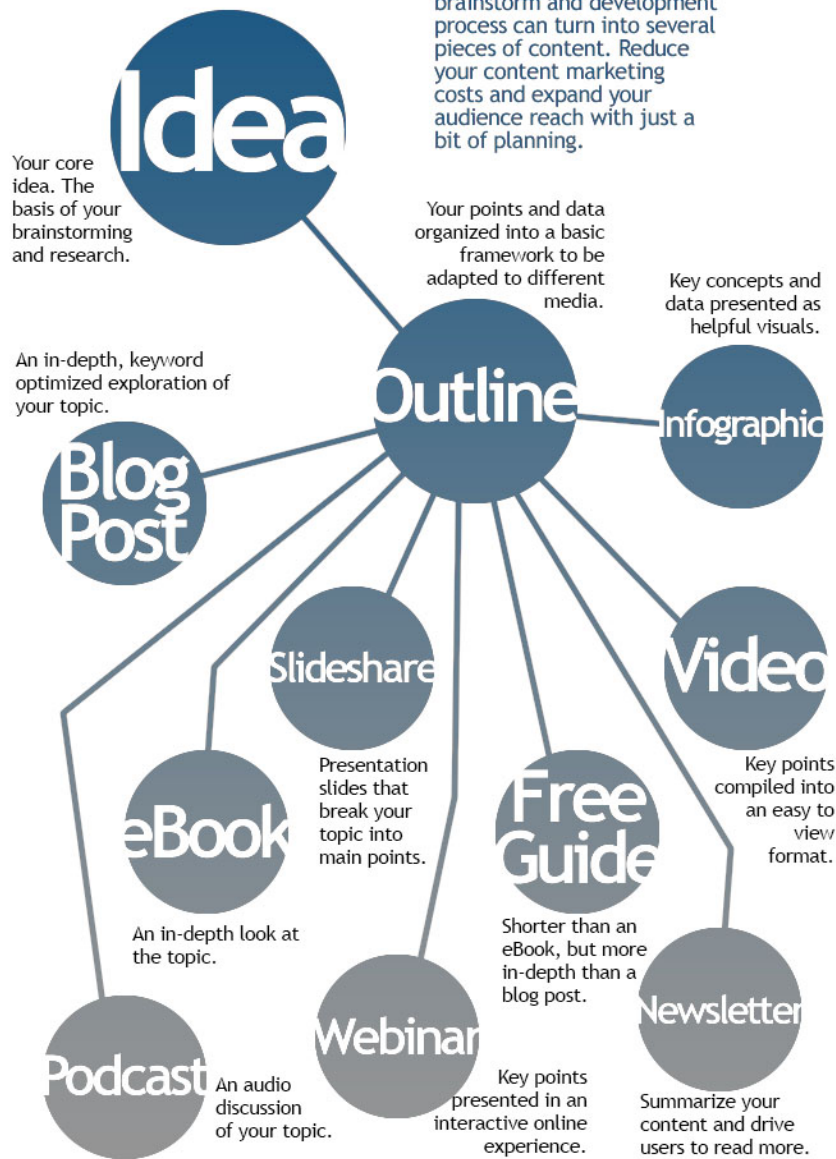 brainstorm and development
process can turn into several
pieces of content. Reduce
your content marketing
costs and expand your
audience reach with just a
bit of planning.
Idea
Your core
idea. The
basis of your
brainstorming
and research.
Your points and data
organized into a basic
framework to be
adapted to different
media.
Outline
Key concepts and
data presented as
helpful visuals.
Infographic
An in-depth, keyword
optimized exploration of
your topic.
Blog
Post
Slideshare
Presentation
slides that
break your
topic into
main points.
Video
Key points
compiled into
an easy to
view
format.
eBook
An in-depth look at
the topic.
Free
Guide
Shorter than an
eBook, but more
in-depth than a
blog post.
Podcast
An audio
discussion
of your topic.
Webinar
Key points
presented in an
interactive online
experience.
Newsletter
Summarize your
content and drive
users to read more.